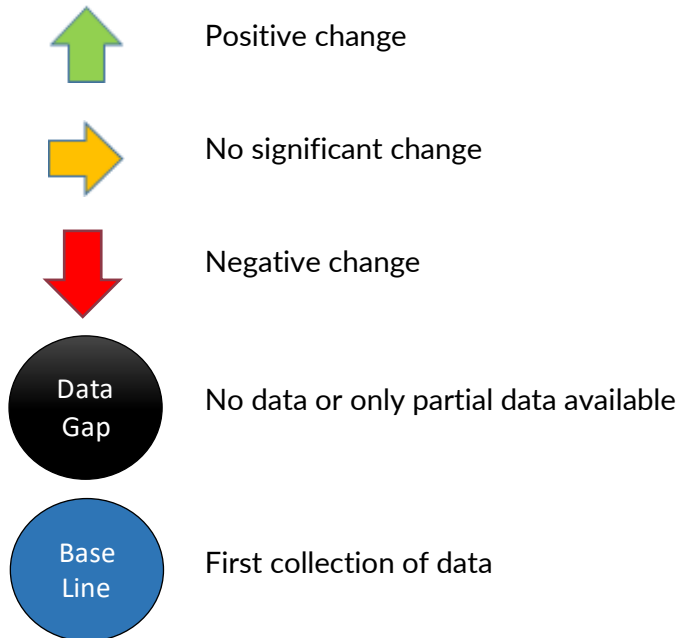 Positive change
No significant change
Negative change
Data
Gap
No data or only partial data available
Base
Line
First collection of data